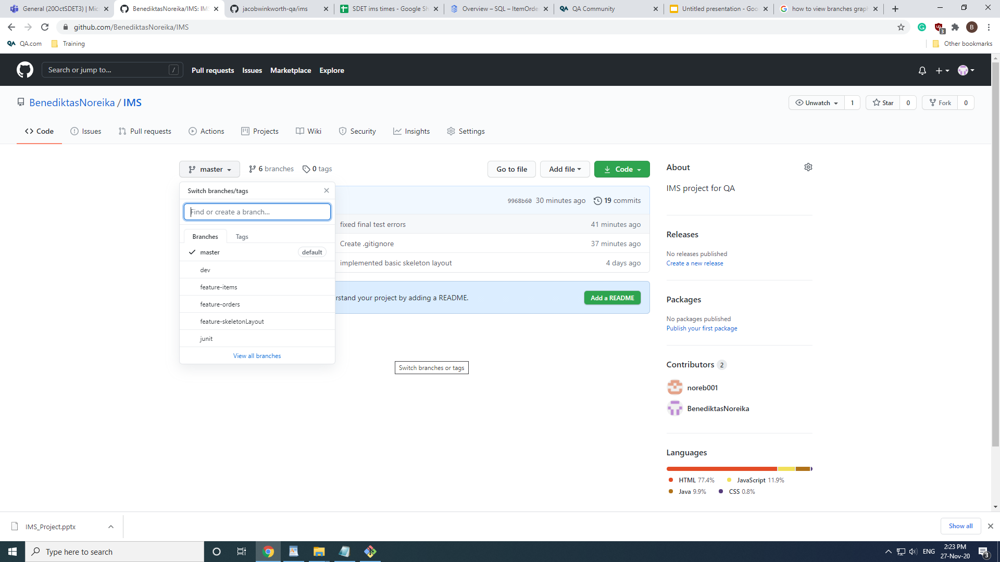 General (20OctSDET3) | Mic
BenediktasNoreika/IMS: IM
jacobwinkworth-qa/ims
SDET ims times - Google Sh
Overview – SQL – ItemOrde
QA Community
Untitled presentation - Goo
how to view branches grap
github.com/BenediktasNoreika/IMS
3
B
QA QA.com
Training
Other bookmarks
Search or jump to...
/
Pull requests
Issues
Marketplace
Explore
BenediktasNoreika / IMS
Unwatch
1
Star
0
Fork
0
Code
Issues
Pull requests
Actions
Projects
Wiki
Security
Insights
Settings
master
6 branches
0 tags
Go to file
Add file
Code
Switch branches/tags
Find or create a branch...
Branches
Tags
master
default
dev
feature-items
feature-orders
feature-skeletonLayout
junit
View all branches
9968b60 30 minutes ago
19 commits
fixed final test errors
41 minutes ago
Create .gitignore
37 minutes ago
implemented basic skeleton layout
4 days ago
rstand your project by adding a README.
Add a README
Switch branches or tags
About
IMS project for QA
Releases
No releases published
Create a new release
Packages
No packages published
Publish your first package
Contributors 2
noreb001
BenediktasNoreika
Languages
HTML 77.4%
JavaScript 11.9%
Java 9.9%
CSS 0.8%
IMS_Project.pptx
Show all
Type here to search
ENG
2:23 PM
27-Nov-20
3